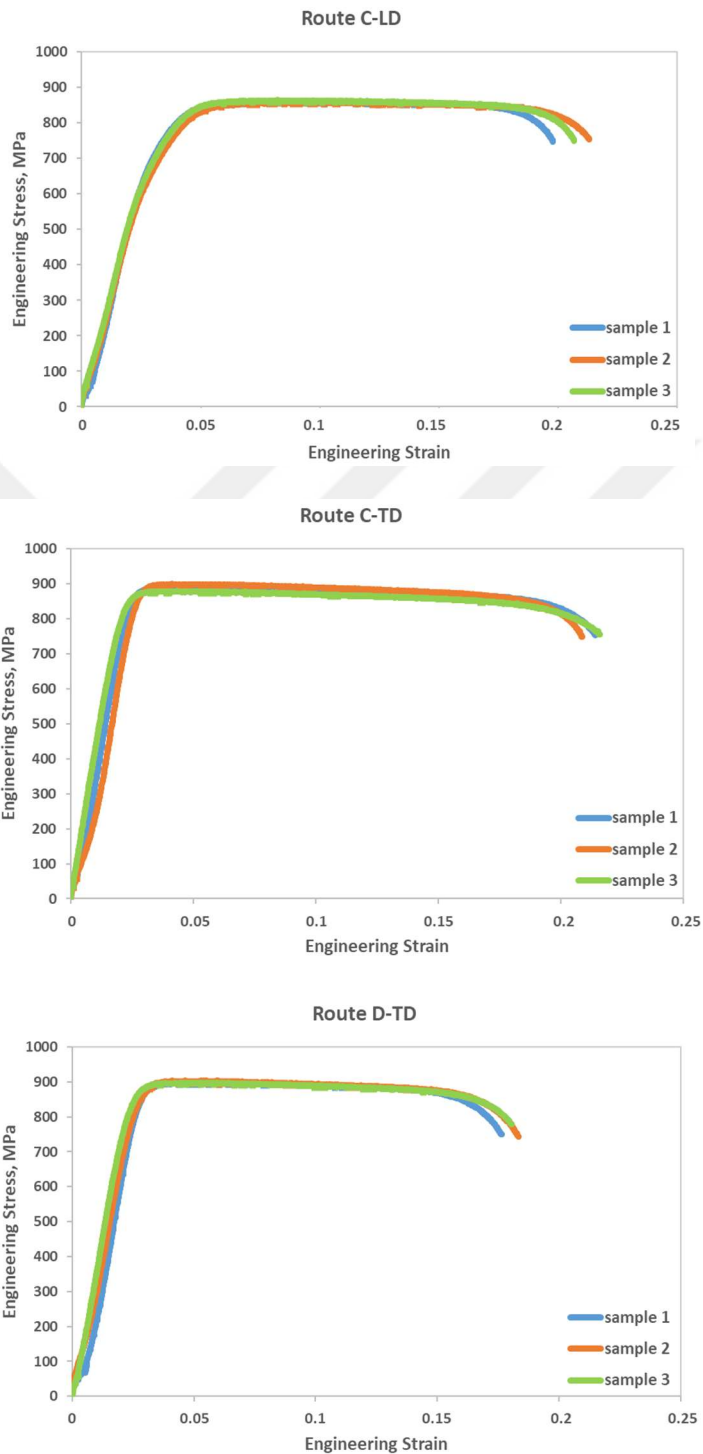 Route C-LD
1000
900
800
700
600
500
400
300
200
100
0
Engineering Stress, MPa
sample 1
sample 2
sample 3
0 0.05 0.1 0.15 0.2 0.25
Engineering Strain
Route C-TD
1000
900
800
700
600
500
400
300
200
100
0
Engineering Stress, MPa
sample 1
sample 2
sample 3
0 0.05 0.1 0.15 0.2 0.25
Engineering Strain
Route D-TD
1000
900
800
700
600
500
400
300
200
100
0
Engineering Stress, MPa
sample 1
sample 2
sample 3
0 0.05 0.1 0.15 0.2 0.25
Engineering Strain